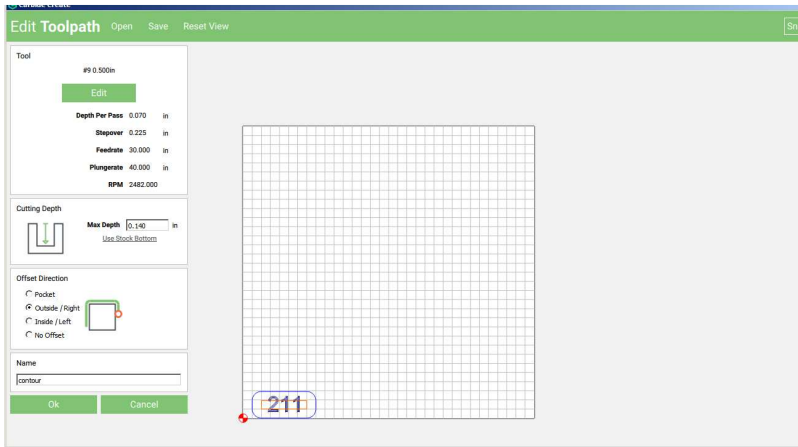 Carbide Create
Edit Toolpath Open Save Reset View Sn
Tool
#9 0.500in
Edit
Depth Per Pass 0.070 in
Stepover 0.225 in
Feedrate 30.000 in
Plungerate 40.000 in
RPM 2482.000
Cutting Depth
Max Depth 0.140 in
Use Stock Bottom
Offset Direction
Pocket
Outside / Right
Inside / Left
No Offset
Name
contour
Ok Cancel
211